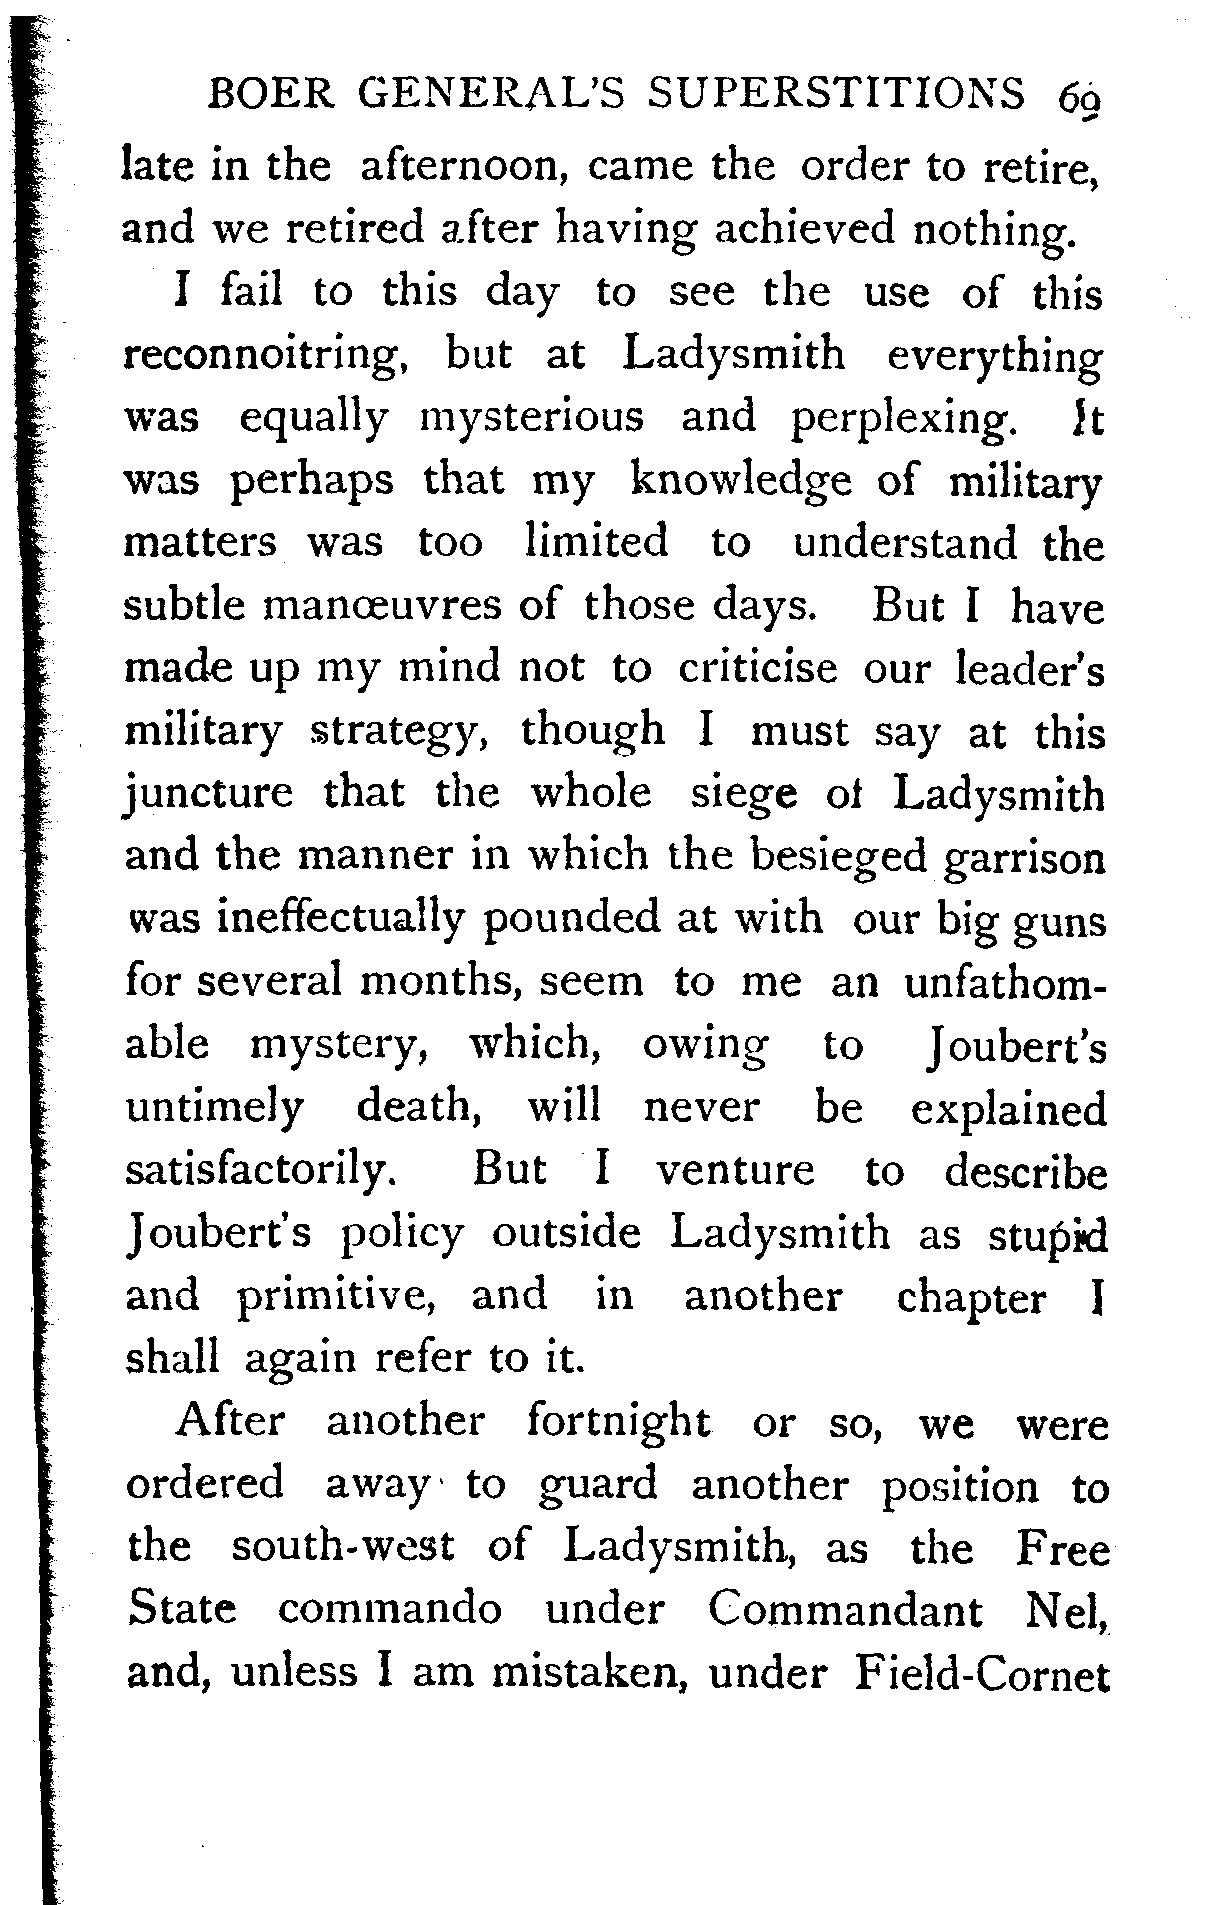 BOER GENERAL'S SUPERSTITIONS 69
late in the afternoon, came the order to retire,
and we retired after having achieved nothing.
I fail to this day to see the use of this
reconnoitring, but at Ladysmith everything
was equally mysterious and perplexing. It
was perhaps that my knowledge of military
matters was too limited to understand the
subtle manœuvres of those days. But I have
made up my mind not to criticise our leader's
military strategy, though I must say at this
juncture that the whole siege of Ladysmith
and the manner in which the besieged garrison
was ineffectually pounded at with our big guns
for several months, seem to me an unfathom-
able mystery, which, owing to Joubert's
untimely death, will never be explained
satisfactorily. But I venture to describe
Joubert's policy outside Ladysmith as stupid
and primitive, and in another chapter I
shall again refer to it.
After another fortnight or so, we were
ordered away to guard another position to
the south-west of Ladysmith, as the Free
State commando under Commandant Nel,
and, unless I am mistaken, under Field-Cornet